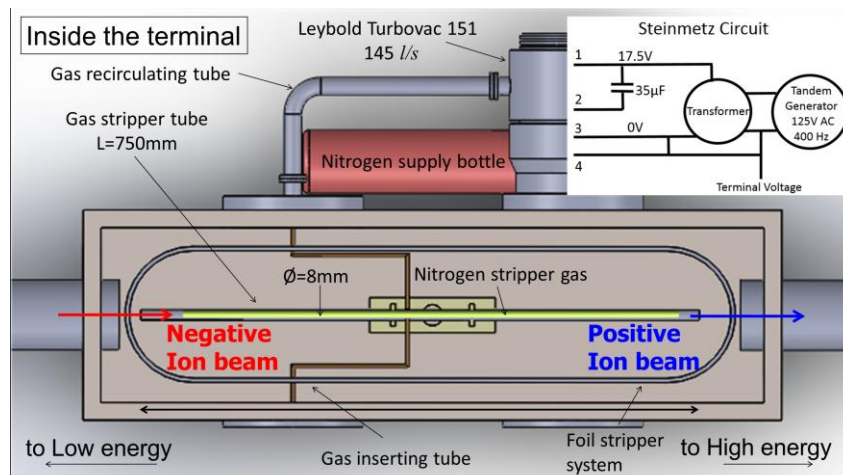 Inside the terminal
Leybold Turbovac 151
145 l/s
Gas recirculating tube
Gas stripper tube
L=750mm
Nitrogen supply bottle
Steinmetz Circuit
1
17.5V
35μF
2
3
0V
4
Transformer
Tandem
Generator
125V AC
400 Hz
Terminal Voltage
Ø=8mm
Nitrogen stripper gas
Negative
Ion beam
Positive
Ion beam
to Low energy
Gas inserting tube
Foil stripper
system
to High energy